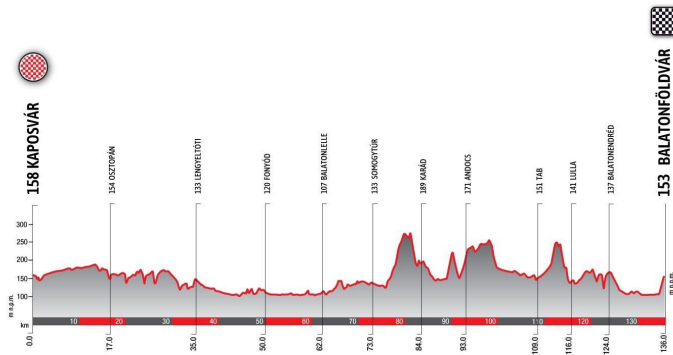 158 KAPOSVÁR
154 OSZTOPÁN
133 LENGYELTÓTI
120 FONYÓD
107 BALATONLELLE
133 SOMOGYTÚR
189 KARÁD
171 ANDOCS
151 TAB
141 LULLA
137 BALATONENDRÉD
153 BALATONFÖLDVÁR
300
250
200
150
100
m n.p.m.
m n.p.m.
km
10 20 30 40 50 60 70 80 90 100 110 120 130
0.0 17.0 35.0 50.0 62.0 73.0 84.0 93.0 109.0 116.0 124.0 136.0